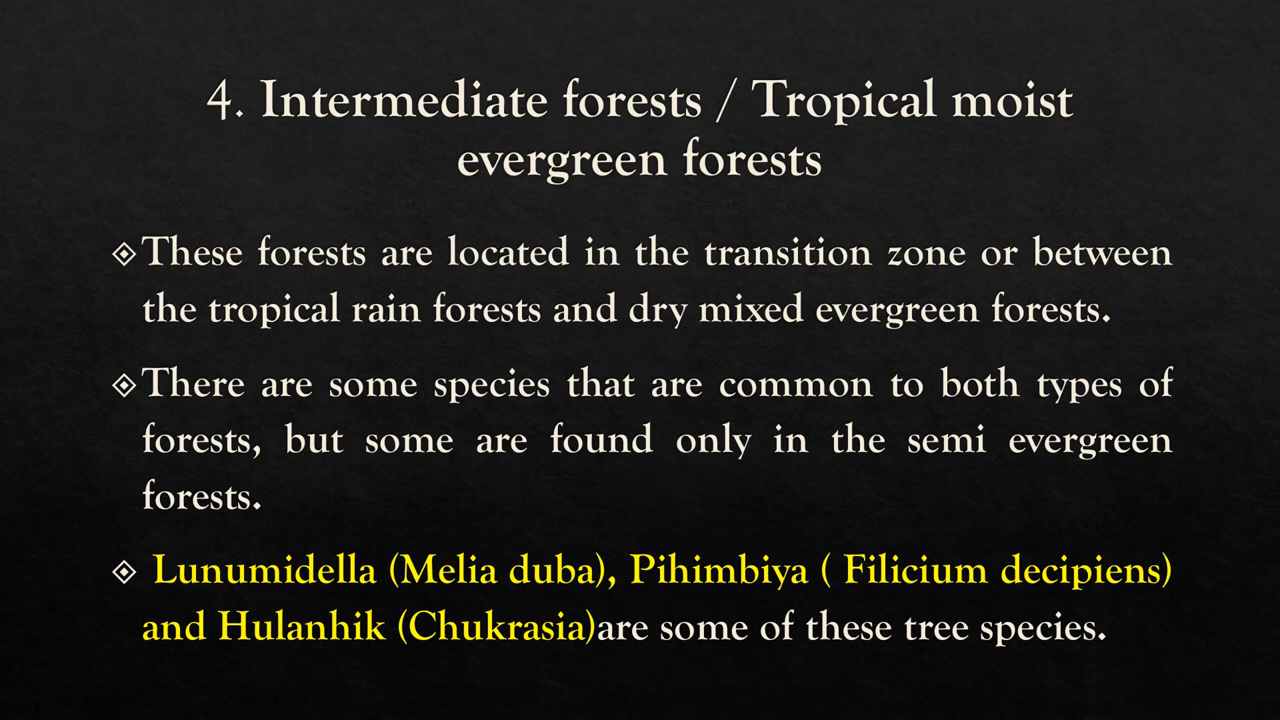 4. Intermediate forests / Tropical moist
evergreen forests
These forests are located in the transition zone or between
the tropical rain forests and dry mixed evergreen forests.
There are some species that are common to both types of
forests, but some are found only in the semi evergreen
forests.
Lunumidella (Melia duba), Pihimbiya ( Filicium decipiens)
and Hulanhik (Chukrasia)are some of these tree species.